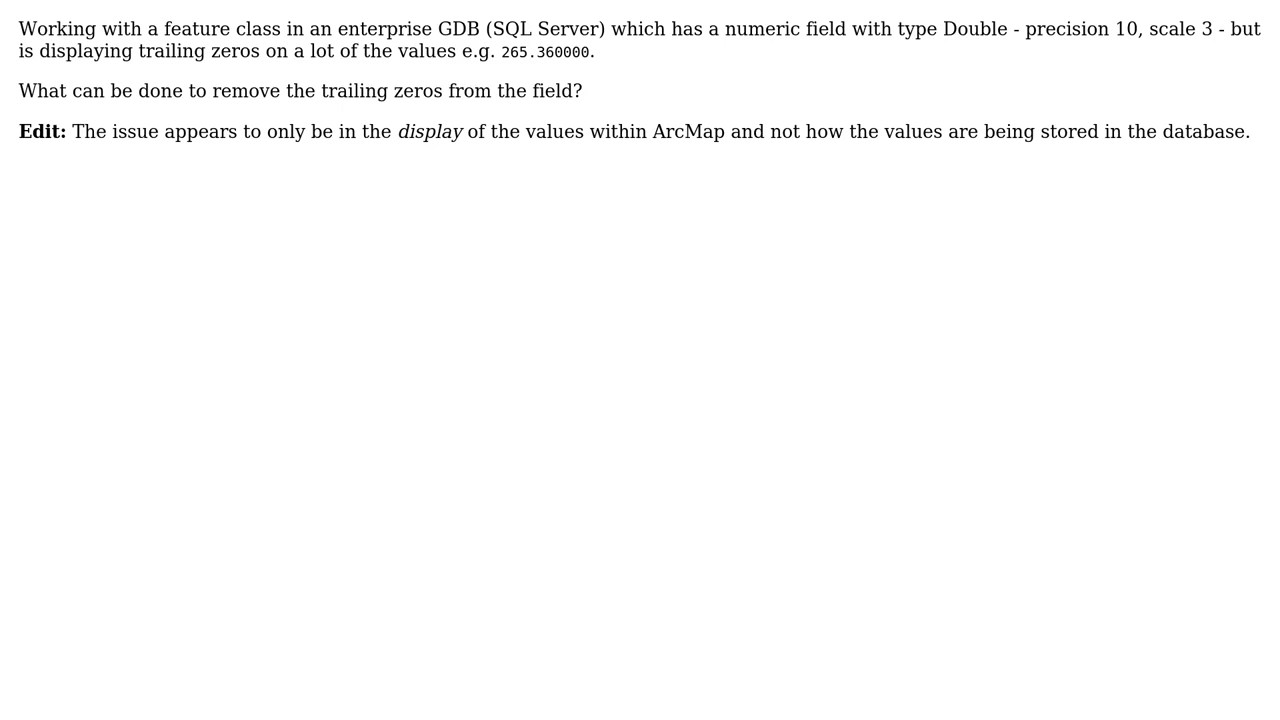 Working with a feature class in an enterprise GDB (SQL Server) which has a numeric field with type Double - precision 10, scale 3 - but
is displaying trailing zeros on a lot of the values e.g. 265.360000.
What can be done to remove the trailing zeros from the field?
Edit: The issue appears to only be in the display of the values within ArcMap and not how the values are being stored in the database.